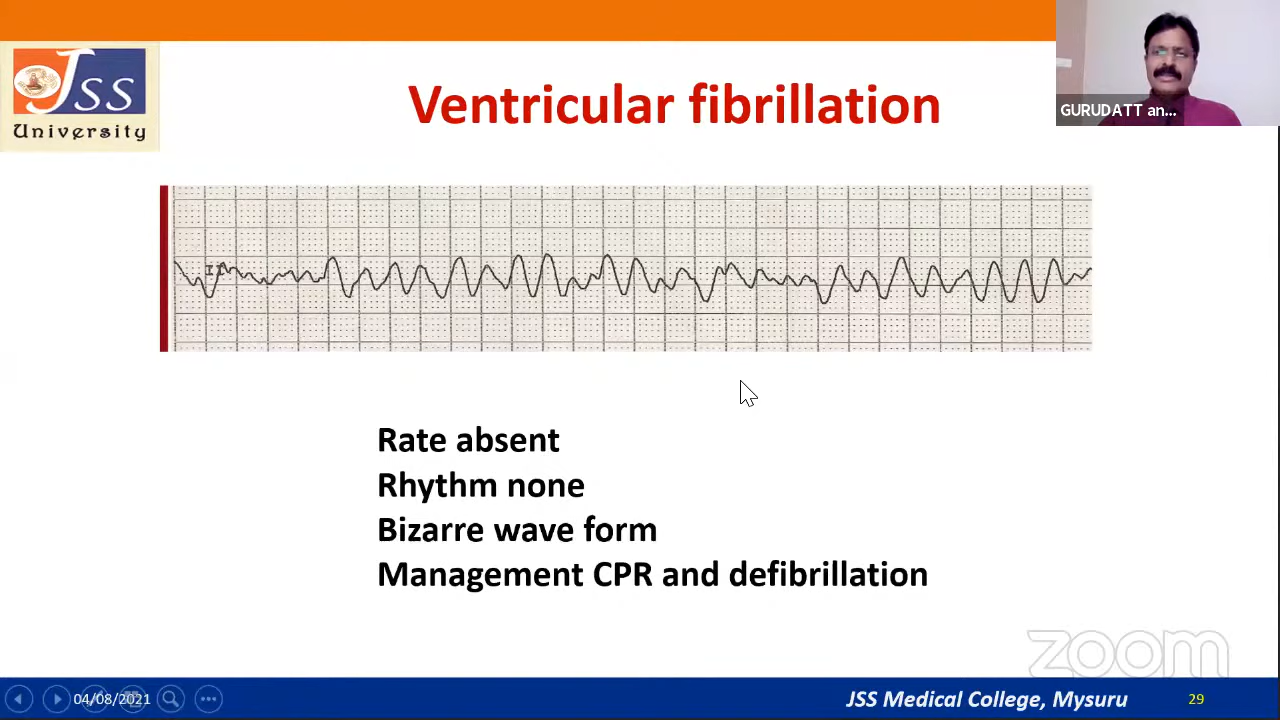 JSS
University
Ventricular fibrillation
GURUDATT an...
II
Rate absent
Rhythm none
Bizarre wave form
Management CPR and defibrillation
zoom
04/08/2021
JSS Medical College, Mysuru
29